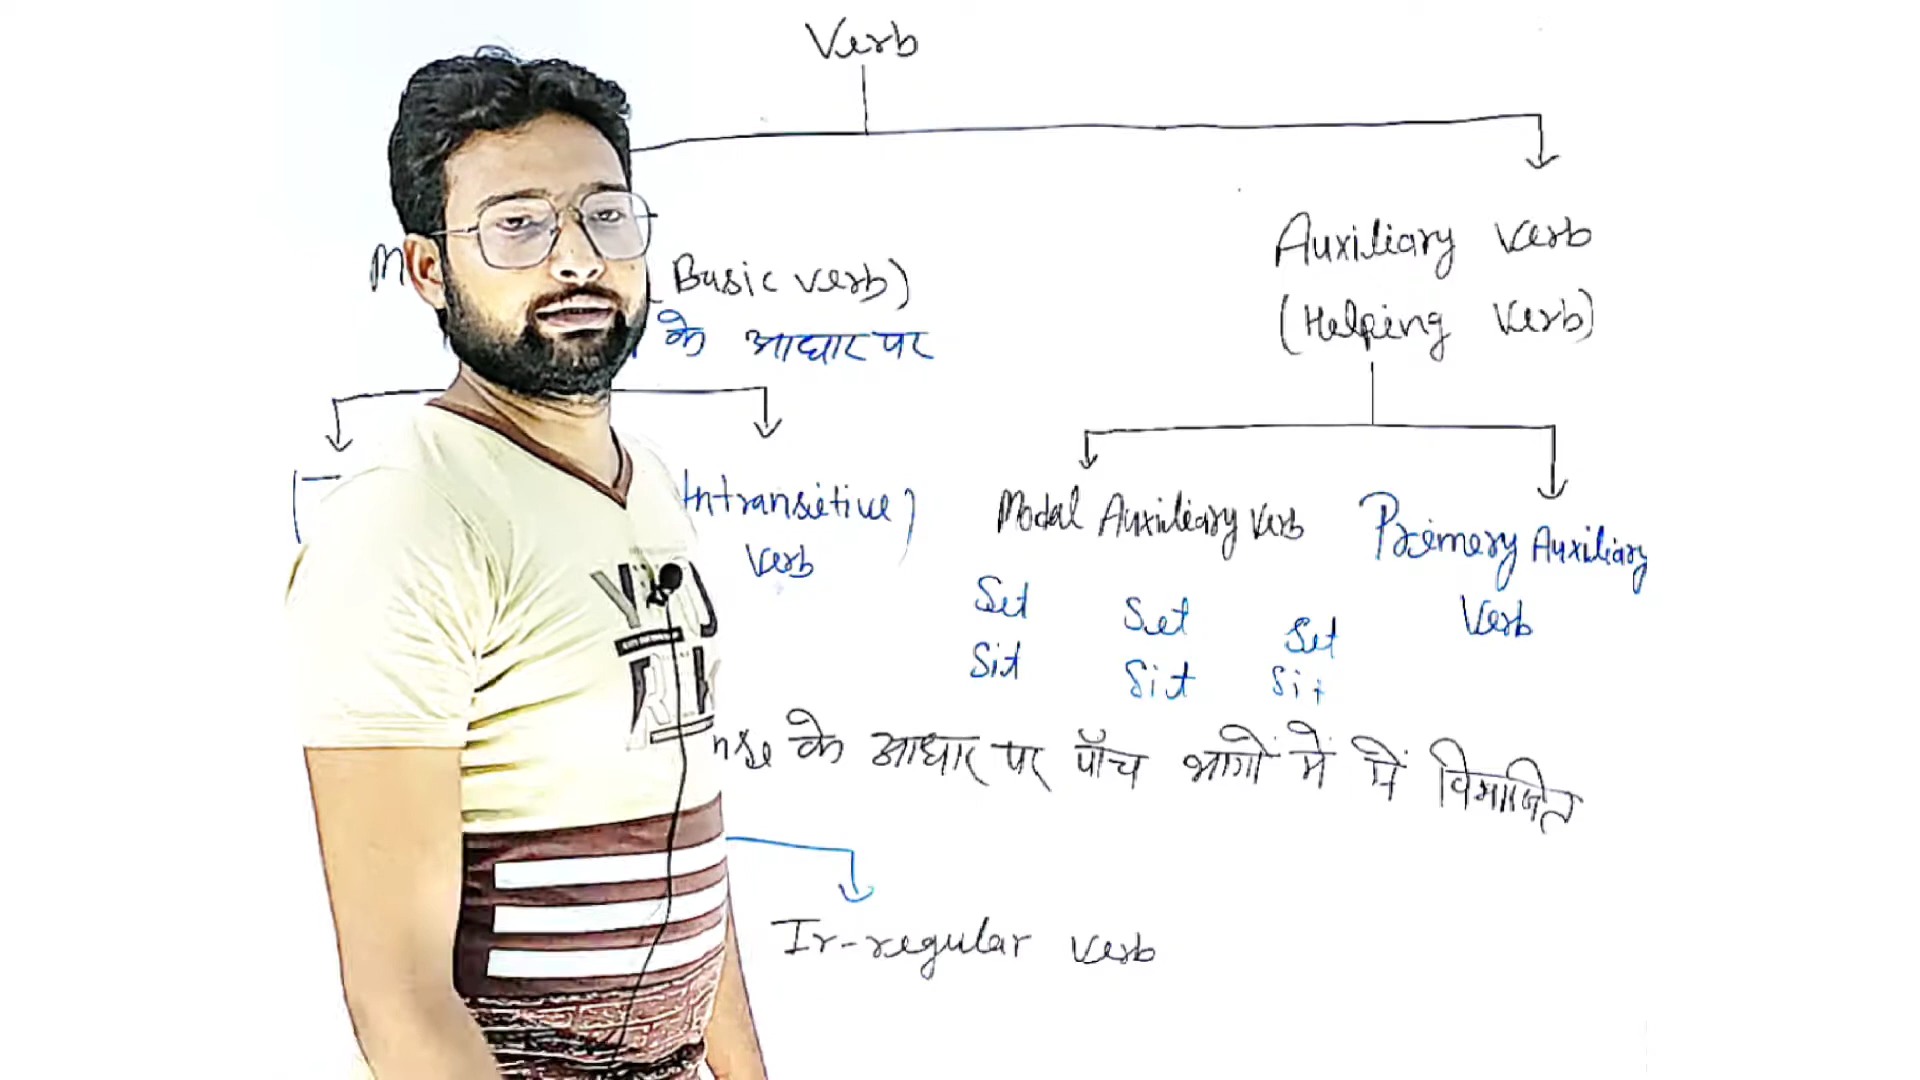 Verb
Auxiliary Verb
(Helping Verb)
Basic verb)
के आधार पर
Intransitive)
Verb
Modal Auxiliary Verb
Primery Auxiliary
Verb
Set Set Set
Sit Sit Sit
के आधार पर पाँच भागों में में विभाजित
Ir-regular verb